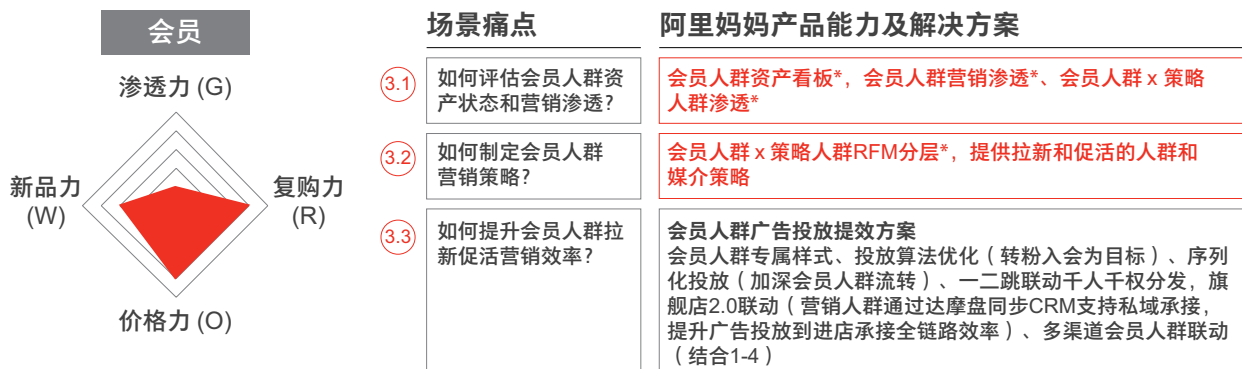 会员
渗透力 (G)
新品力
(W)
复购力
(R)
价格力 (O)
场景痛点
阿里妈妈产品能力及解决方案
3.1
如何评估会员人群资
产状态和营销渗透？
会员人群资产看板*，会员人群营销渗透*、会员人群 x 策略
人群渗透*
3.2
如何制定会员人群
营销策略？
会员人群 x 策略人群RFM分层*，提供拉新和促活的人群和
媒介策略
3.3
如何提升会员人群拉
新促活营销效率？
会员人群广告投放提效方案
会员人群专属样式、投放算法优化（转粉入会为目标）、序列
化投放（加深会员人群流转）、一二跳联动千人千权分发，旗
舰店2.0联动（营销人群通过达摩盘同步CRM支持私域承接，
提升广告投放到进店承接全链路效率）、多渠道会员人群联动
（结合1-4）